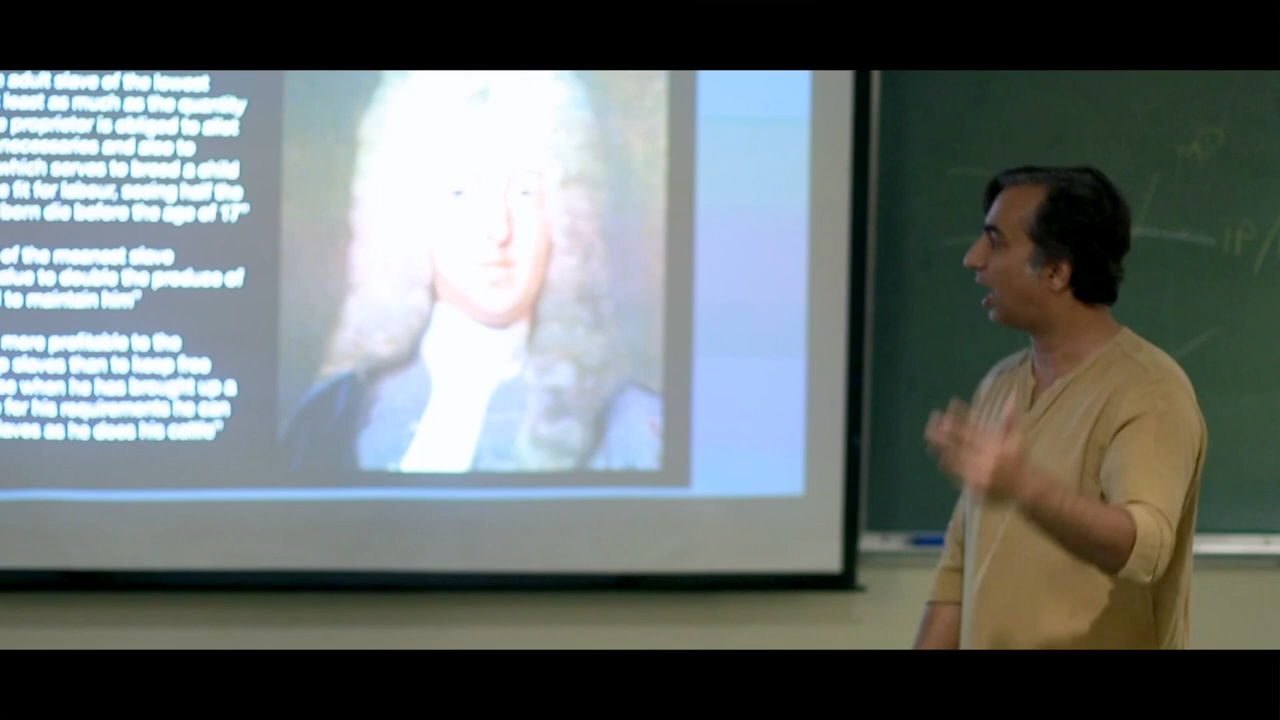 adult slave of the lowest
least as much as the quantity
proprietor is obliged to allot
necessaries and also to
which serves to breed a child
fit for labour, seeing half the
born die before the age of 17"
of the meanest slave
value to double the produce of
to maintain him"
more profitable to the
slaves than to keep free
when he has brought up a
for his requirements he can
slaves as he does his cattle"
IP/